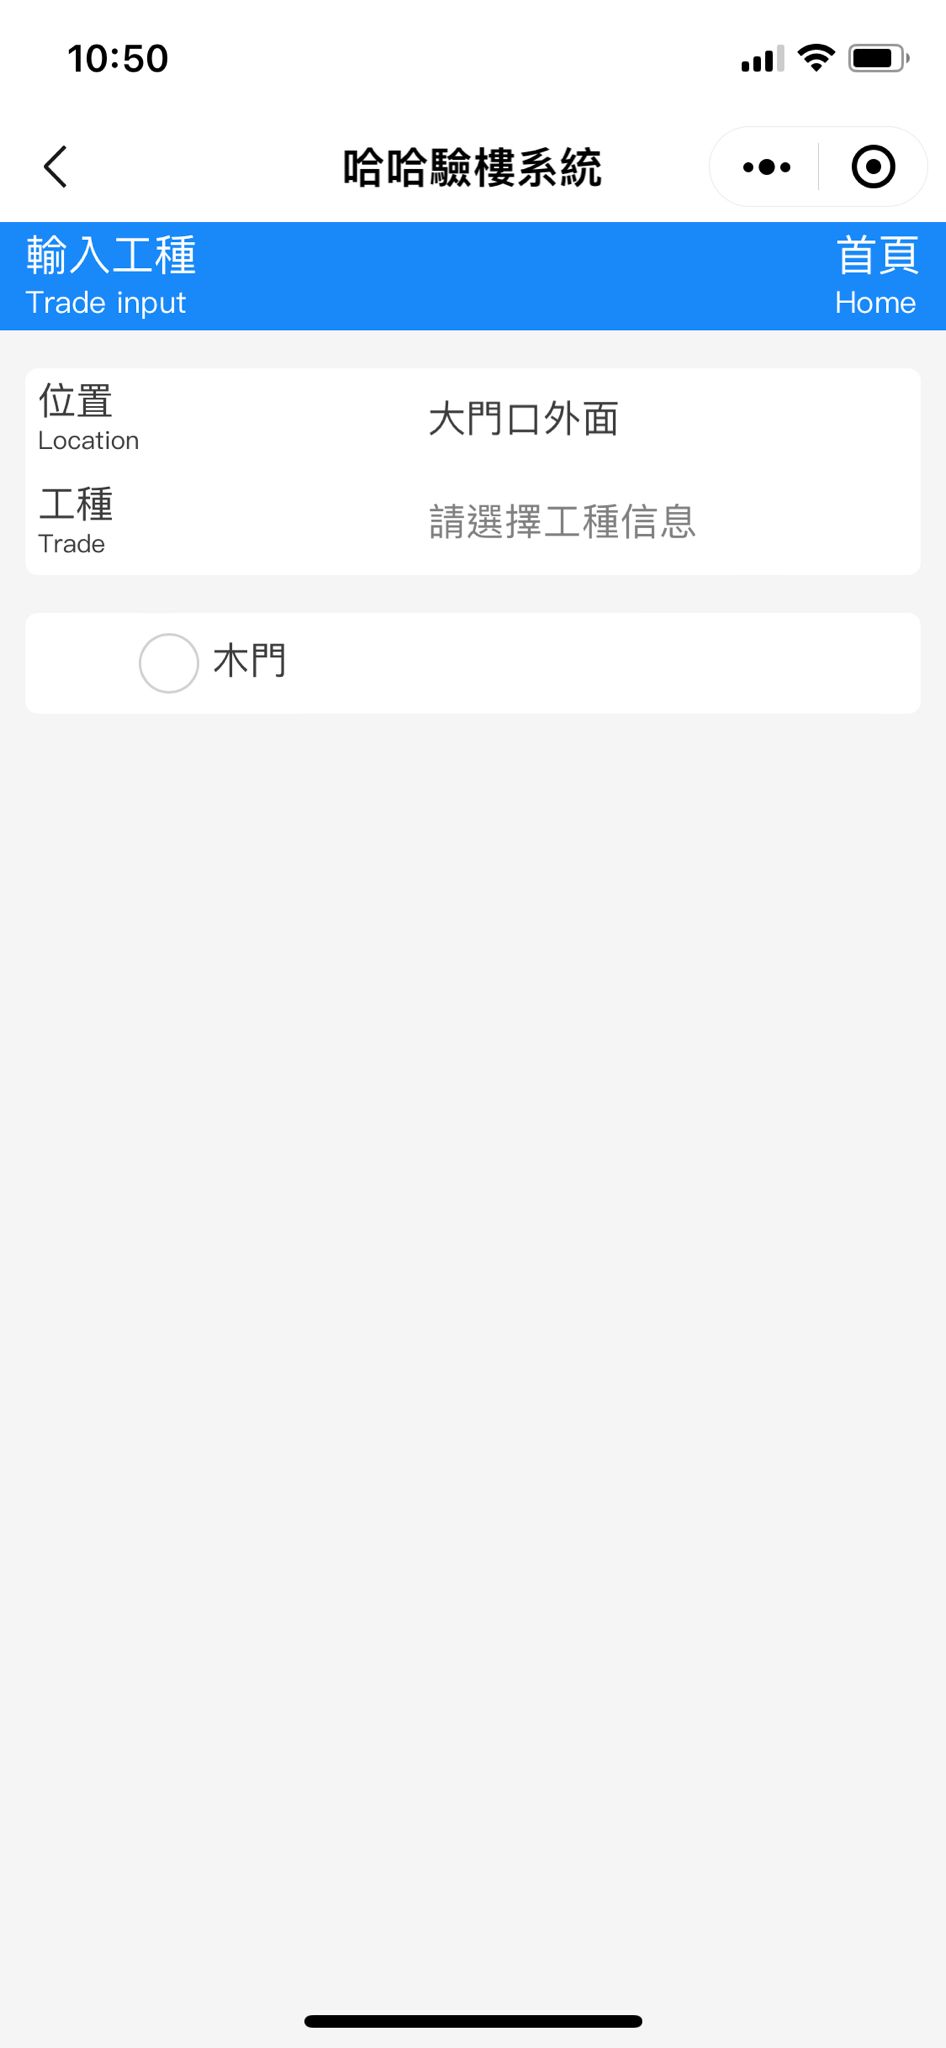 10:50
哈哈驗樓系統
輸入工種
Trade input
首頁
Home
位置
Location
大門口外面
工種
Trade
請選擇工種信息
木門